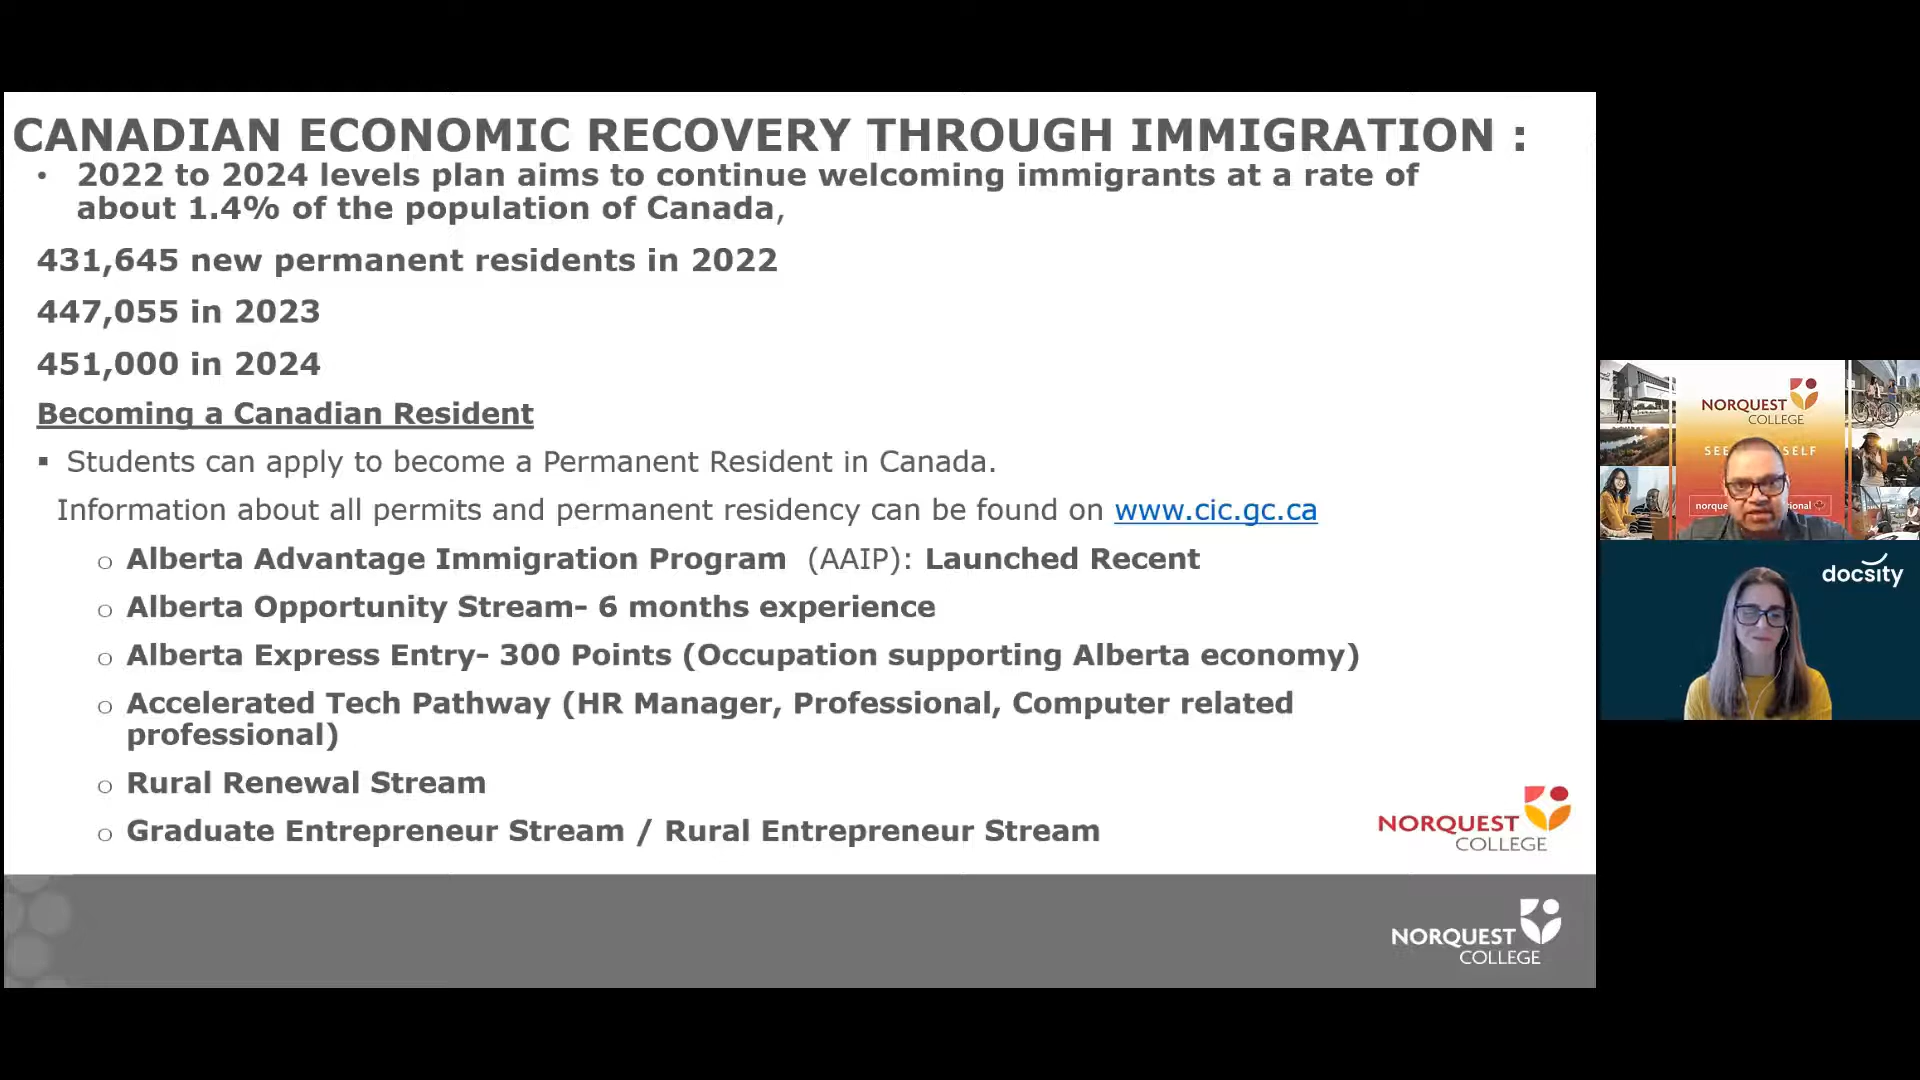 CANADIAN ECONOMIC RECOVERY THROUGH IMMIGRATION :
• 2022 to 2024 levels plan aims to continue welcoming immigrants at a rate of
about 1.4% of the population of Canada,
431,645 new permanent residents in 2022
447,055 in 2023
451,000 in 2024
Becoming a Canadian Resident
▪ Students can apply to become a Permanent Resident in Canada.
Information about all permits and permanent residency can be found on www.cic.gc.ca
o Alberta Advantage Immigration Program (AAIP): Launched Recent
o Alberta Opportunity Stream- 6 months experience
o Alberta Express Entry- 300 Points (Occupation supporting Alberta economy)
o Accelerated Tech Pathway (HR Manager, Professional, Computer related
professional)
o Rural Renewal Stream
o Graduate Entrepreneur Stream / Rural Entrepreneur Stream
NORQUEST
COLLEGE
NORQUEST
COLLEGE
NORQUEST
COLLEGE
docsity